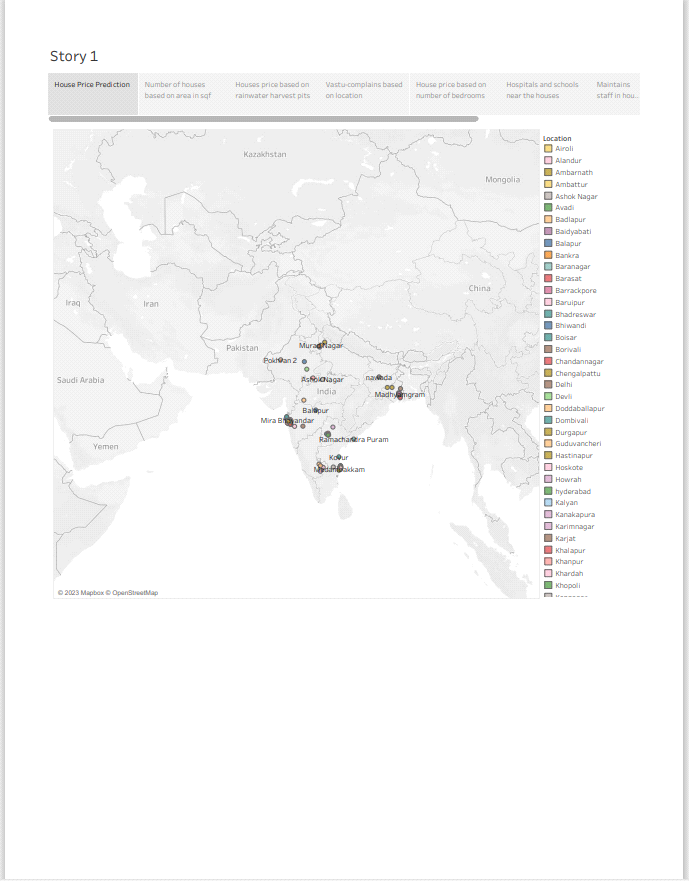 Story 1
House Price Prediction
Number of houses
based on area in sqf
Houses price based on
rainwater harvest pits
Vastu-complains based
on location
House price based on
number of bedrooms
Hospitals and schools
near the houses
Maintains
staff in hou..
Kazakhstan
Mongolia
China
Iraq
Iran
Pakistan
Saudi Arabia
Yemen
India
Murad Nagar
Pokhran 2
Ashok Nagar
nawada
Madhyamgram
Balapur
Mira Bhayandar
Ramachandra Puram
Kovur
© 2023 Mapbox © OpenStreetMap
Location
Airoli
Alandur
Ambarnath
Ambattur
Ashok Nagar
Avadi
Badlapur
Baidyabati
Balapur
Bankra
Baranagar
Barasat
Barrackpore
Baruipur
Bhadreswar
Bhiwandi
Boisar
Borivali
Chandannagar
Chengalpattu
Delhi
Devli
Doddaballapur
Dombivali
Durgapur
Guduvancheri
Hastinapur
Hoskote
Howrah
hyderabad
Kalyan
Kanakapura
Karimnagar
Karjat
Khalapur
Khanpur
Khardah
Khopoli